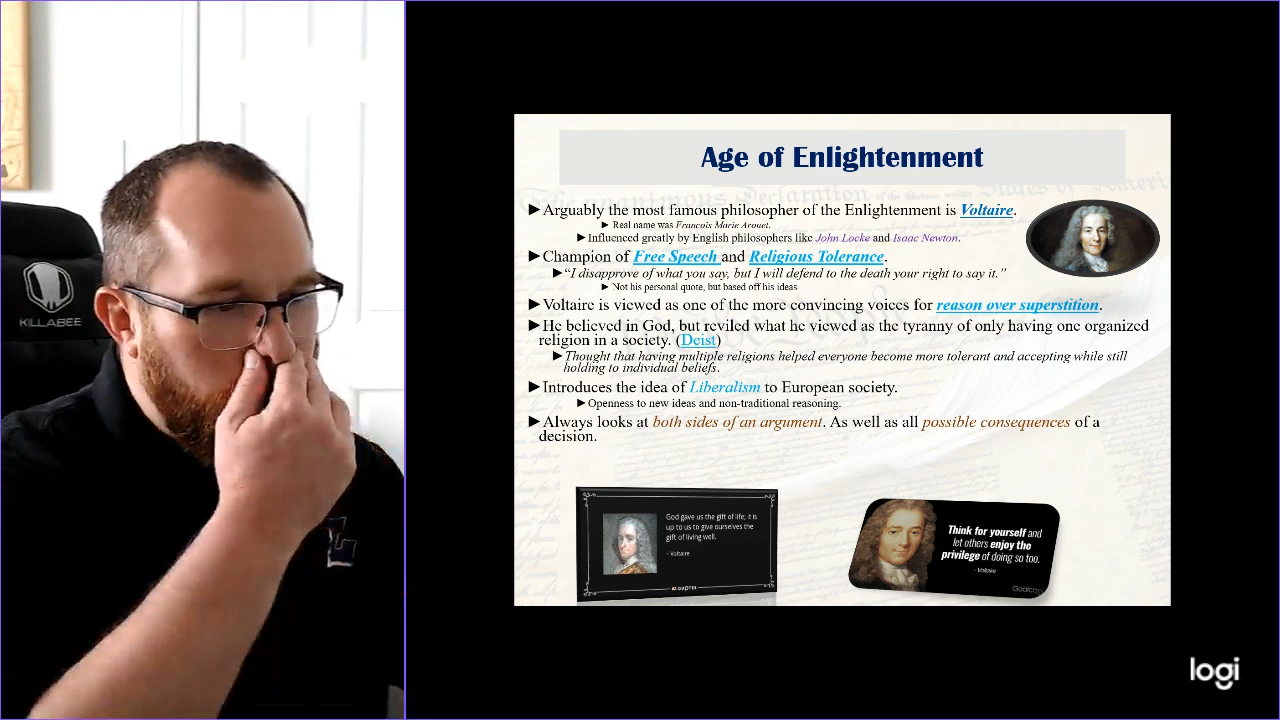 KILLABEE
L
Age of Enlightenment
►Arguably the most famous philosopher of the Enlightenment is Voltaire.
►Real name was Francois Marie Arouet.
►Influenced greatly by English philosophers like John Locke and Isaac Newton.
►Champion of Free Speech and Religious Tolerance.
►“I disapprove of what you say, but I will defend to the death your right to say it.”
►Not his personal quote, but based off his ideas
►Voltaire is viewed as one of the more convincing voices for reason over superstition.
►He believed in God, but reviled what he viewed as the tyranny of only having one organized
religion in a society. (Deist)
►Thought that having multiple religions helped everyone become more tolerant and accepting while still
holding to individual beliefs.
►Introduces the idea of Liberalism to European society.
►Openness to new ideas and non-traditional reasoning.
►Always looks at both sides of an argument. As well as all possible consequences of a
decision.
God gave us the gift of life; it is
up to us to give ourselves the
gift of living well.
~ Voltaire
Think for yourself and
let others enjoy the
privilege of doing so too.
- Voltaire
logi